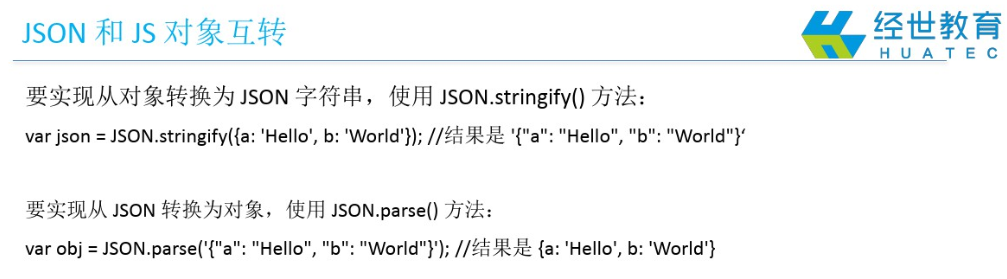 JSON 和 JS 对象互转
经世教育
HUATEC
要实现从对象转换为 JSON 字符串，使用 JSON.stringify() 方法：
var json = JSON.stringify({a: 'Hello', b: 'World'}); //结果是 '{"a": "Hello", "b": "World"}‘
要实现从 JSON 转换为对象，使用 JSON.parse() 方法：
var obj = JSON.parse('{"a": "Hello", "b": "World"}'); //结果是 {a: 'Hello', b: 'World'}